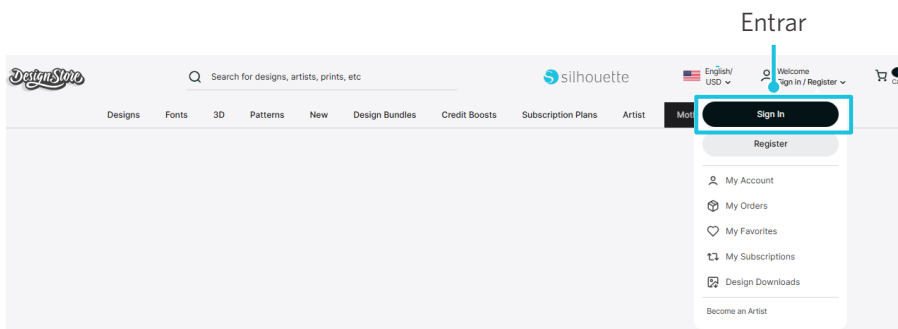 Entrar
DesignStore
Search for designs, artists, prints, etc
silhouette
English/
USD
Welcome
Sign in / Register
Designs Fonts 3D Patterns New Design Bundles Credit Boosts Subscription Plans Artist
Sign In
Register
My Account
My Orders
My Favorites
My Subscriptions
Design Downloads
Become an Artist